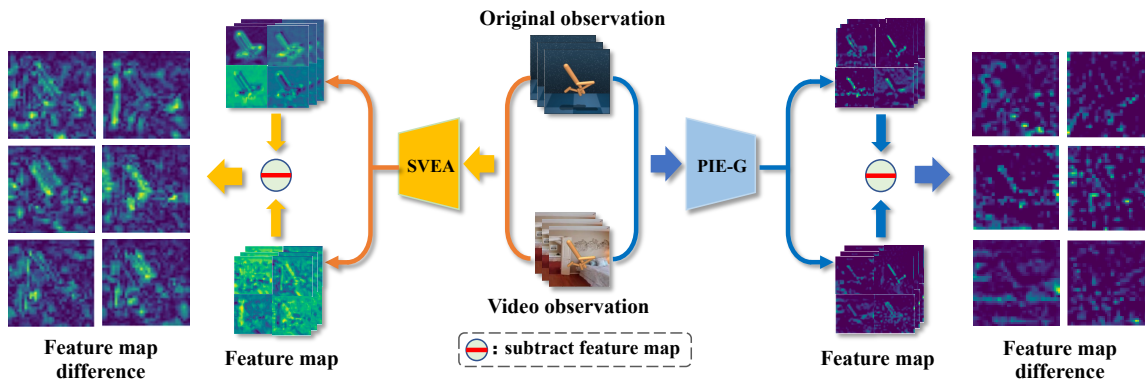 Original observation
SVEA
PIE-G
Video observation
: subtract feature map
Feature map
difference
Feature map
Feature map
Feature map
difference